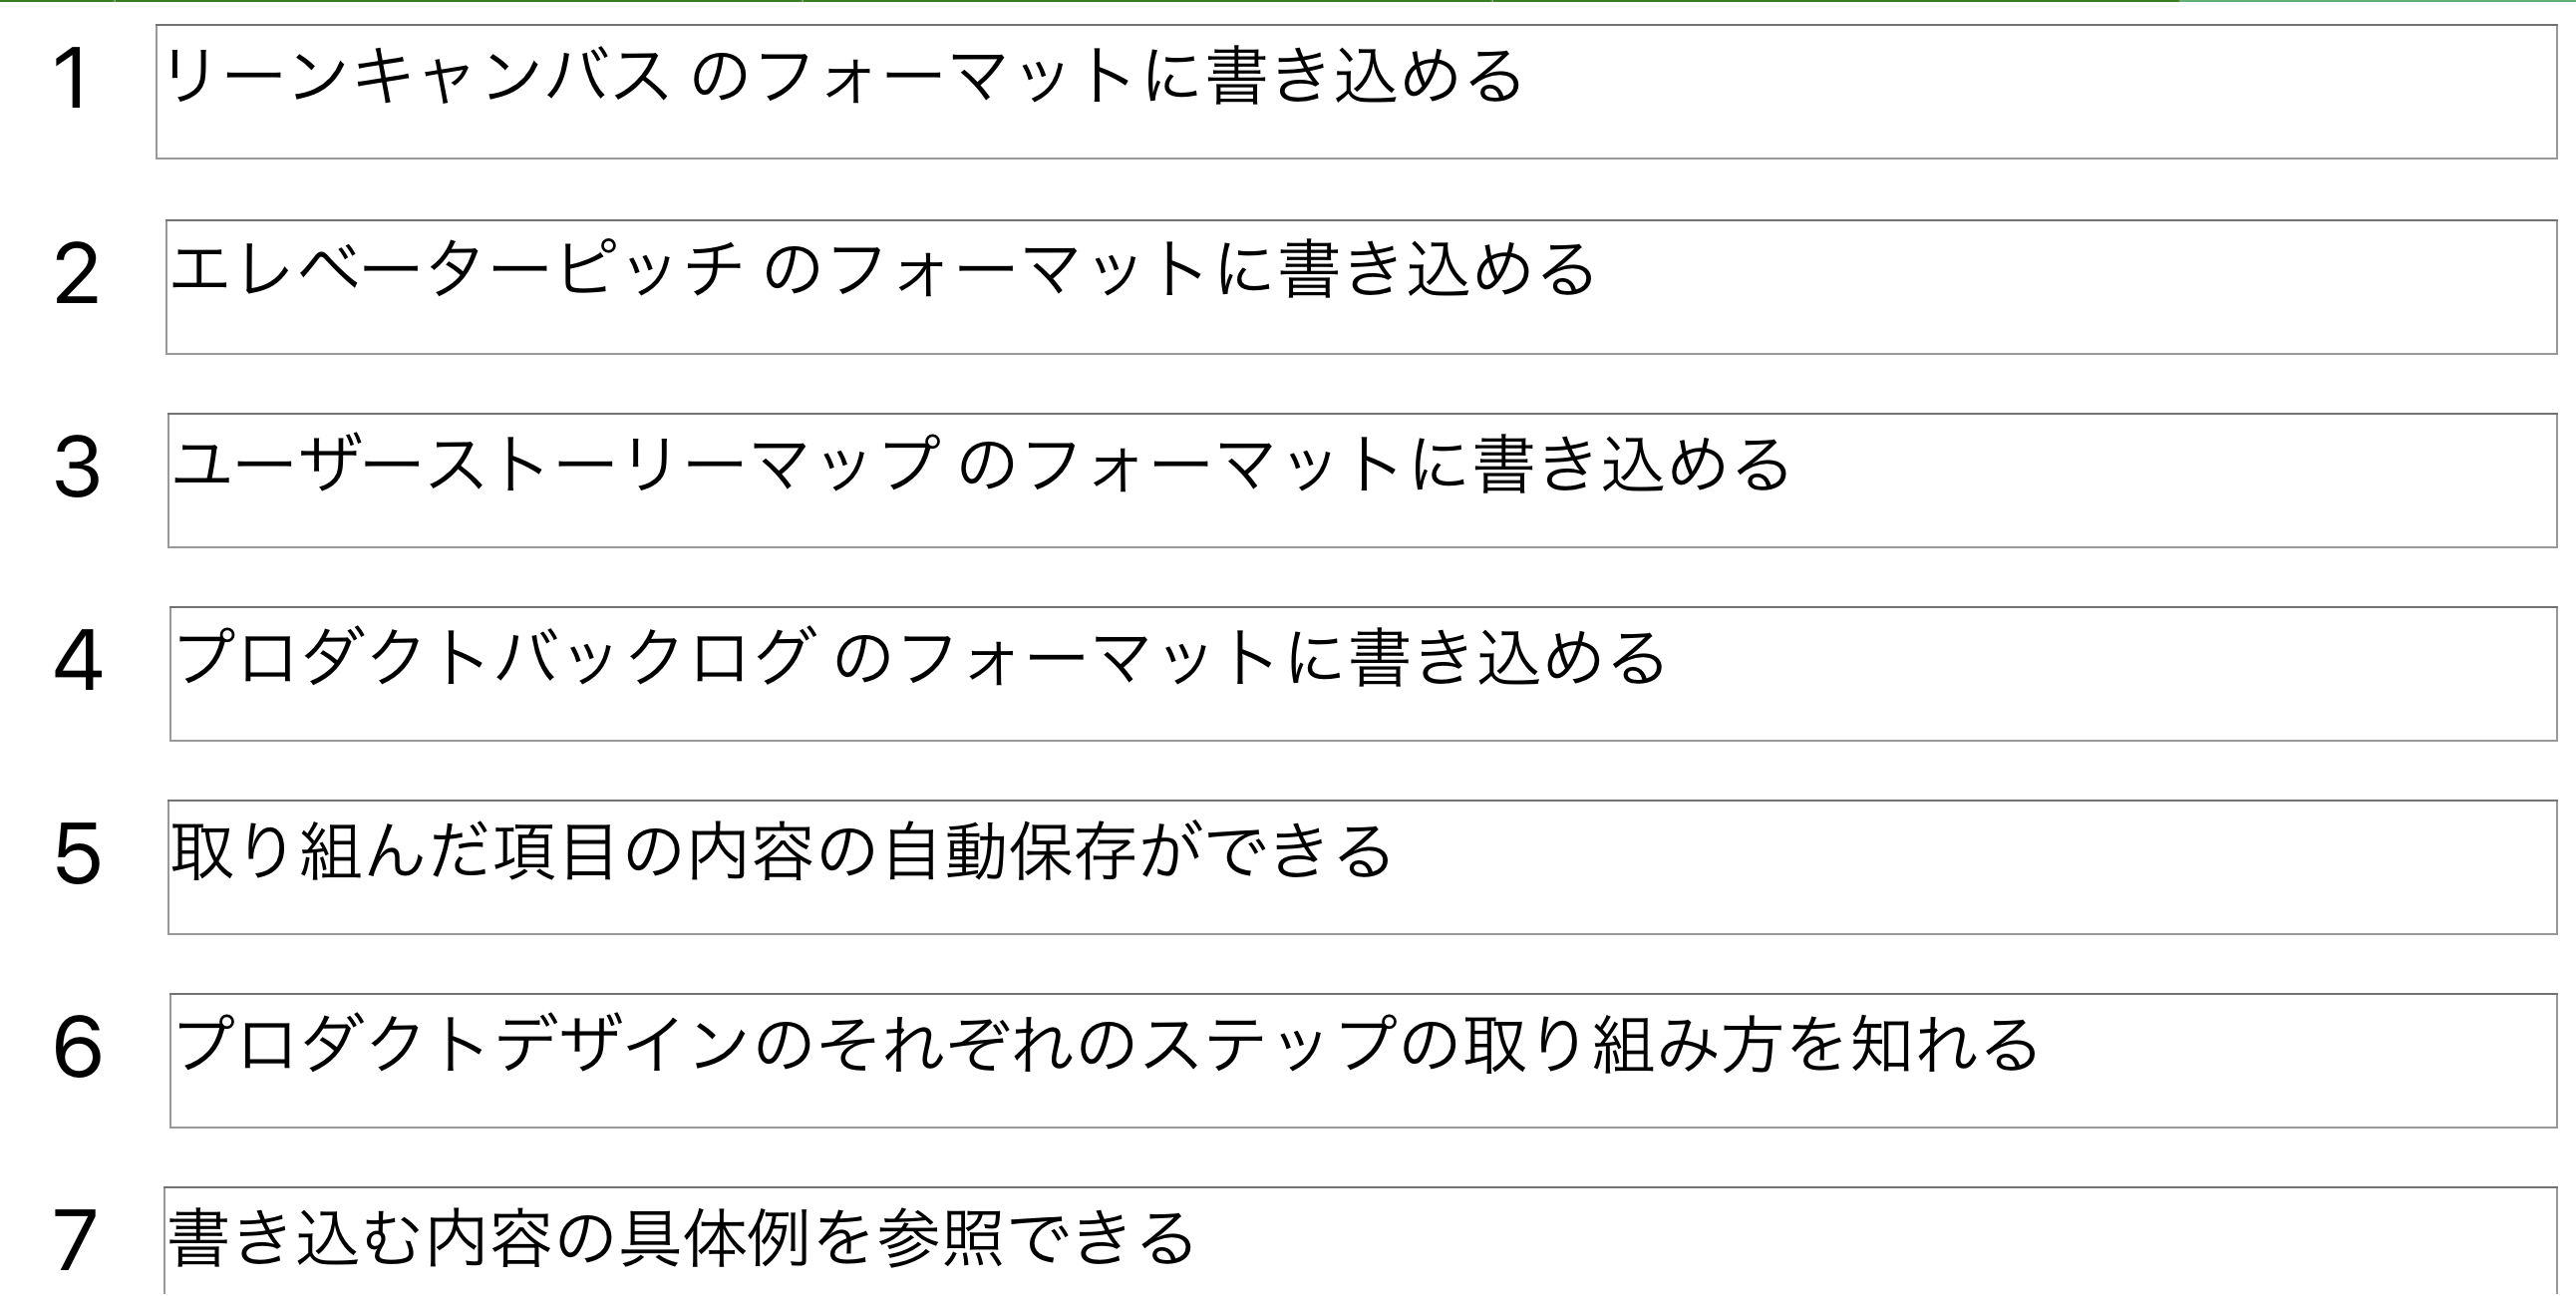 1 リーンキャンバス のフォーマットに書き込める
2 エレベーターピッチ のフォーマットに書き込める
3 ユーザーストーリーマップ のフォーマットに書き込める
4 プロダクトバックログ のフォーマットに書き込める
5 取り組んだ項目の内容の自動保存ができる
6 プロダクトデザインのそれぞれのステップの取り組み方を知れる
7 書き込む内容の具体例を参照できる